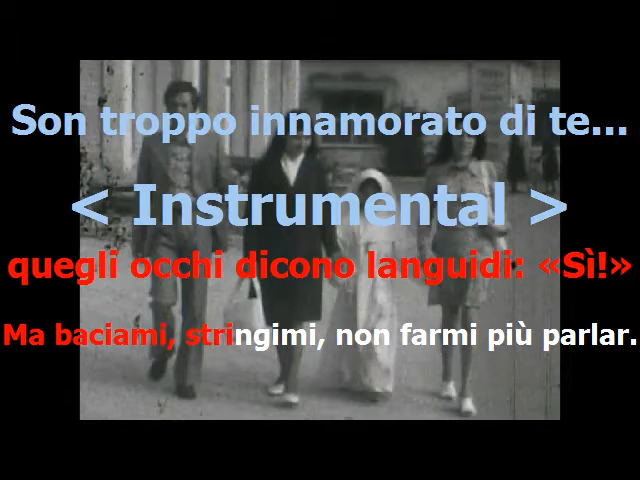 Son troppo innamorato di te...
< Instrumental >
quegli occhi dicono languidi: «Sì!»
Ma baciami, stringimi, non farmi più parlar.